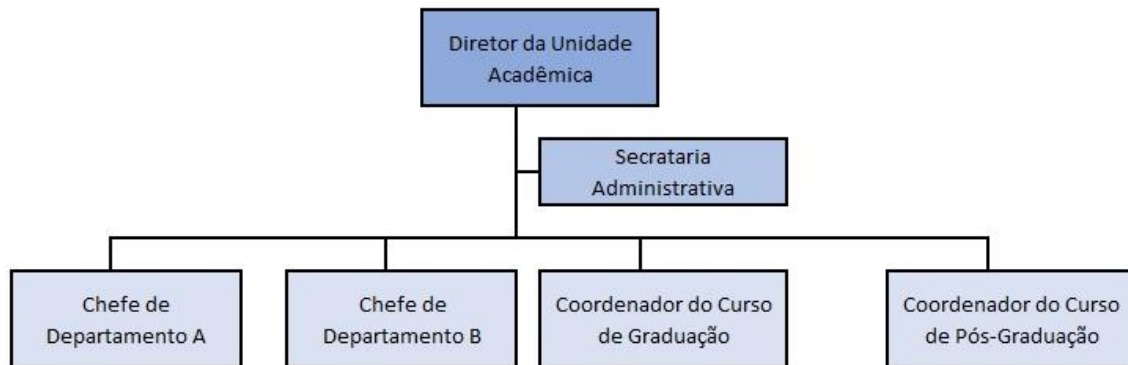 Diretor da Unidade
Acadêmica
Secrataria
Administrativa
Chefe de
Departamento A
Chefe de
Departamento B
Coordenador do Curso
de Graduação
Coordenador do Curso
de Pós-Graduação